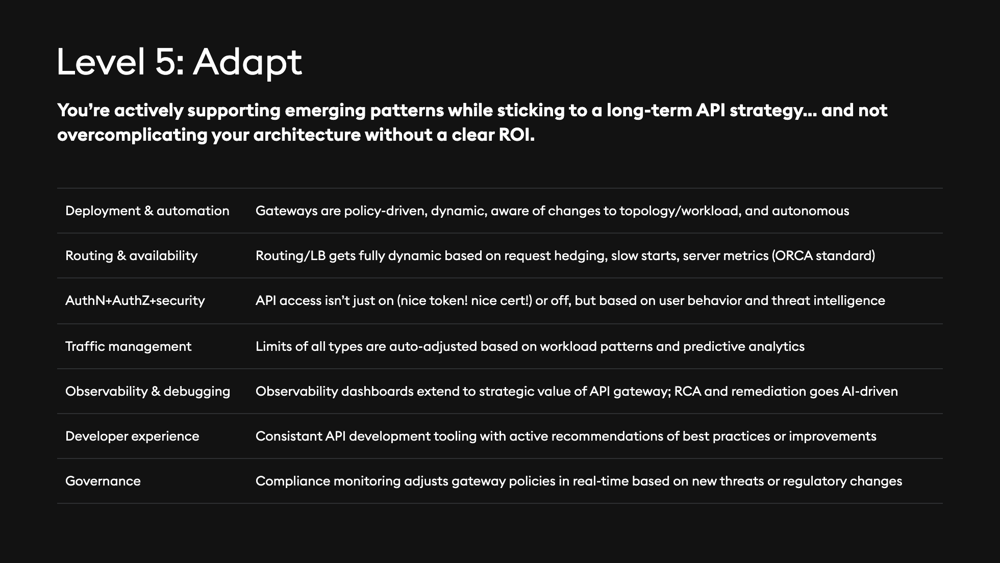 Level 5: Adapt
You’re actively supporting emerging patterns while sticking to a long-term API strategy... and not
overcomplicating your architecture without a clear ROI.
Deployment & automation Gateways are policy-driven, dynamic, aware of changes to topology/workload, and autonomous
Routing & availability Routing/LB gets fully dynamic based on request hedging, slow starts, server metrics (ORCA standard)
AuthN+AuthZ+security API access isn’t just on (nice token! nice cert!) or off, but based on user behavior and threat intelligence
Traffic management Limits of all types are auto-adjusted based on workload patterns and predictive analytics
Observability & debugging Observability dashboards extend to strategic value of API gateway; RCA and remediation goes AI-driven
Developer experience Consistant API development tooling with active recommendations of best practices or improvements
Governance Compliance monitoring adjusts gateway policies in real-time based on new threats or regulatory changes